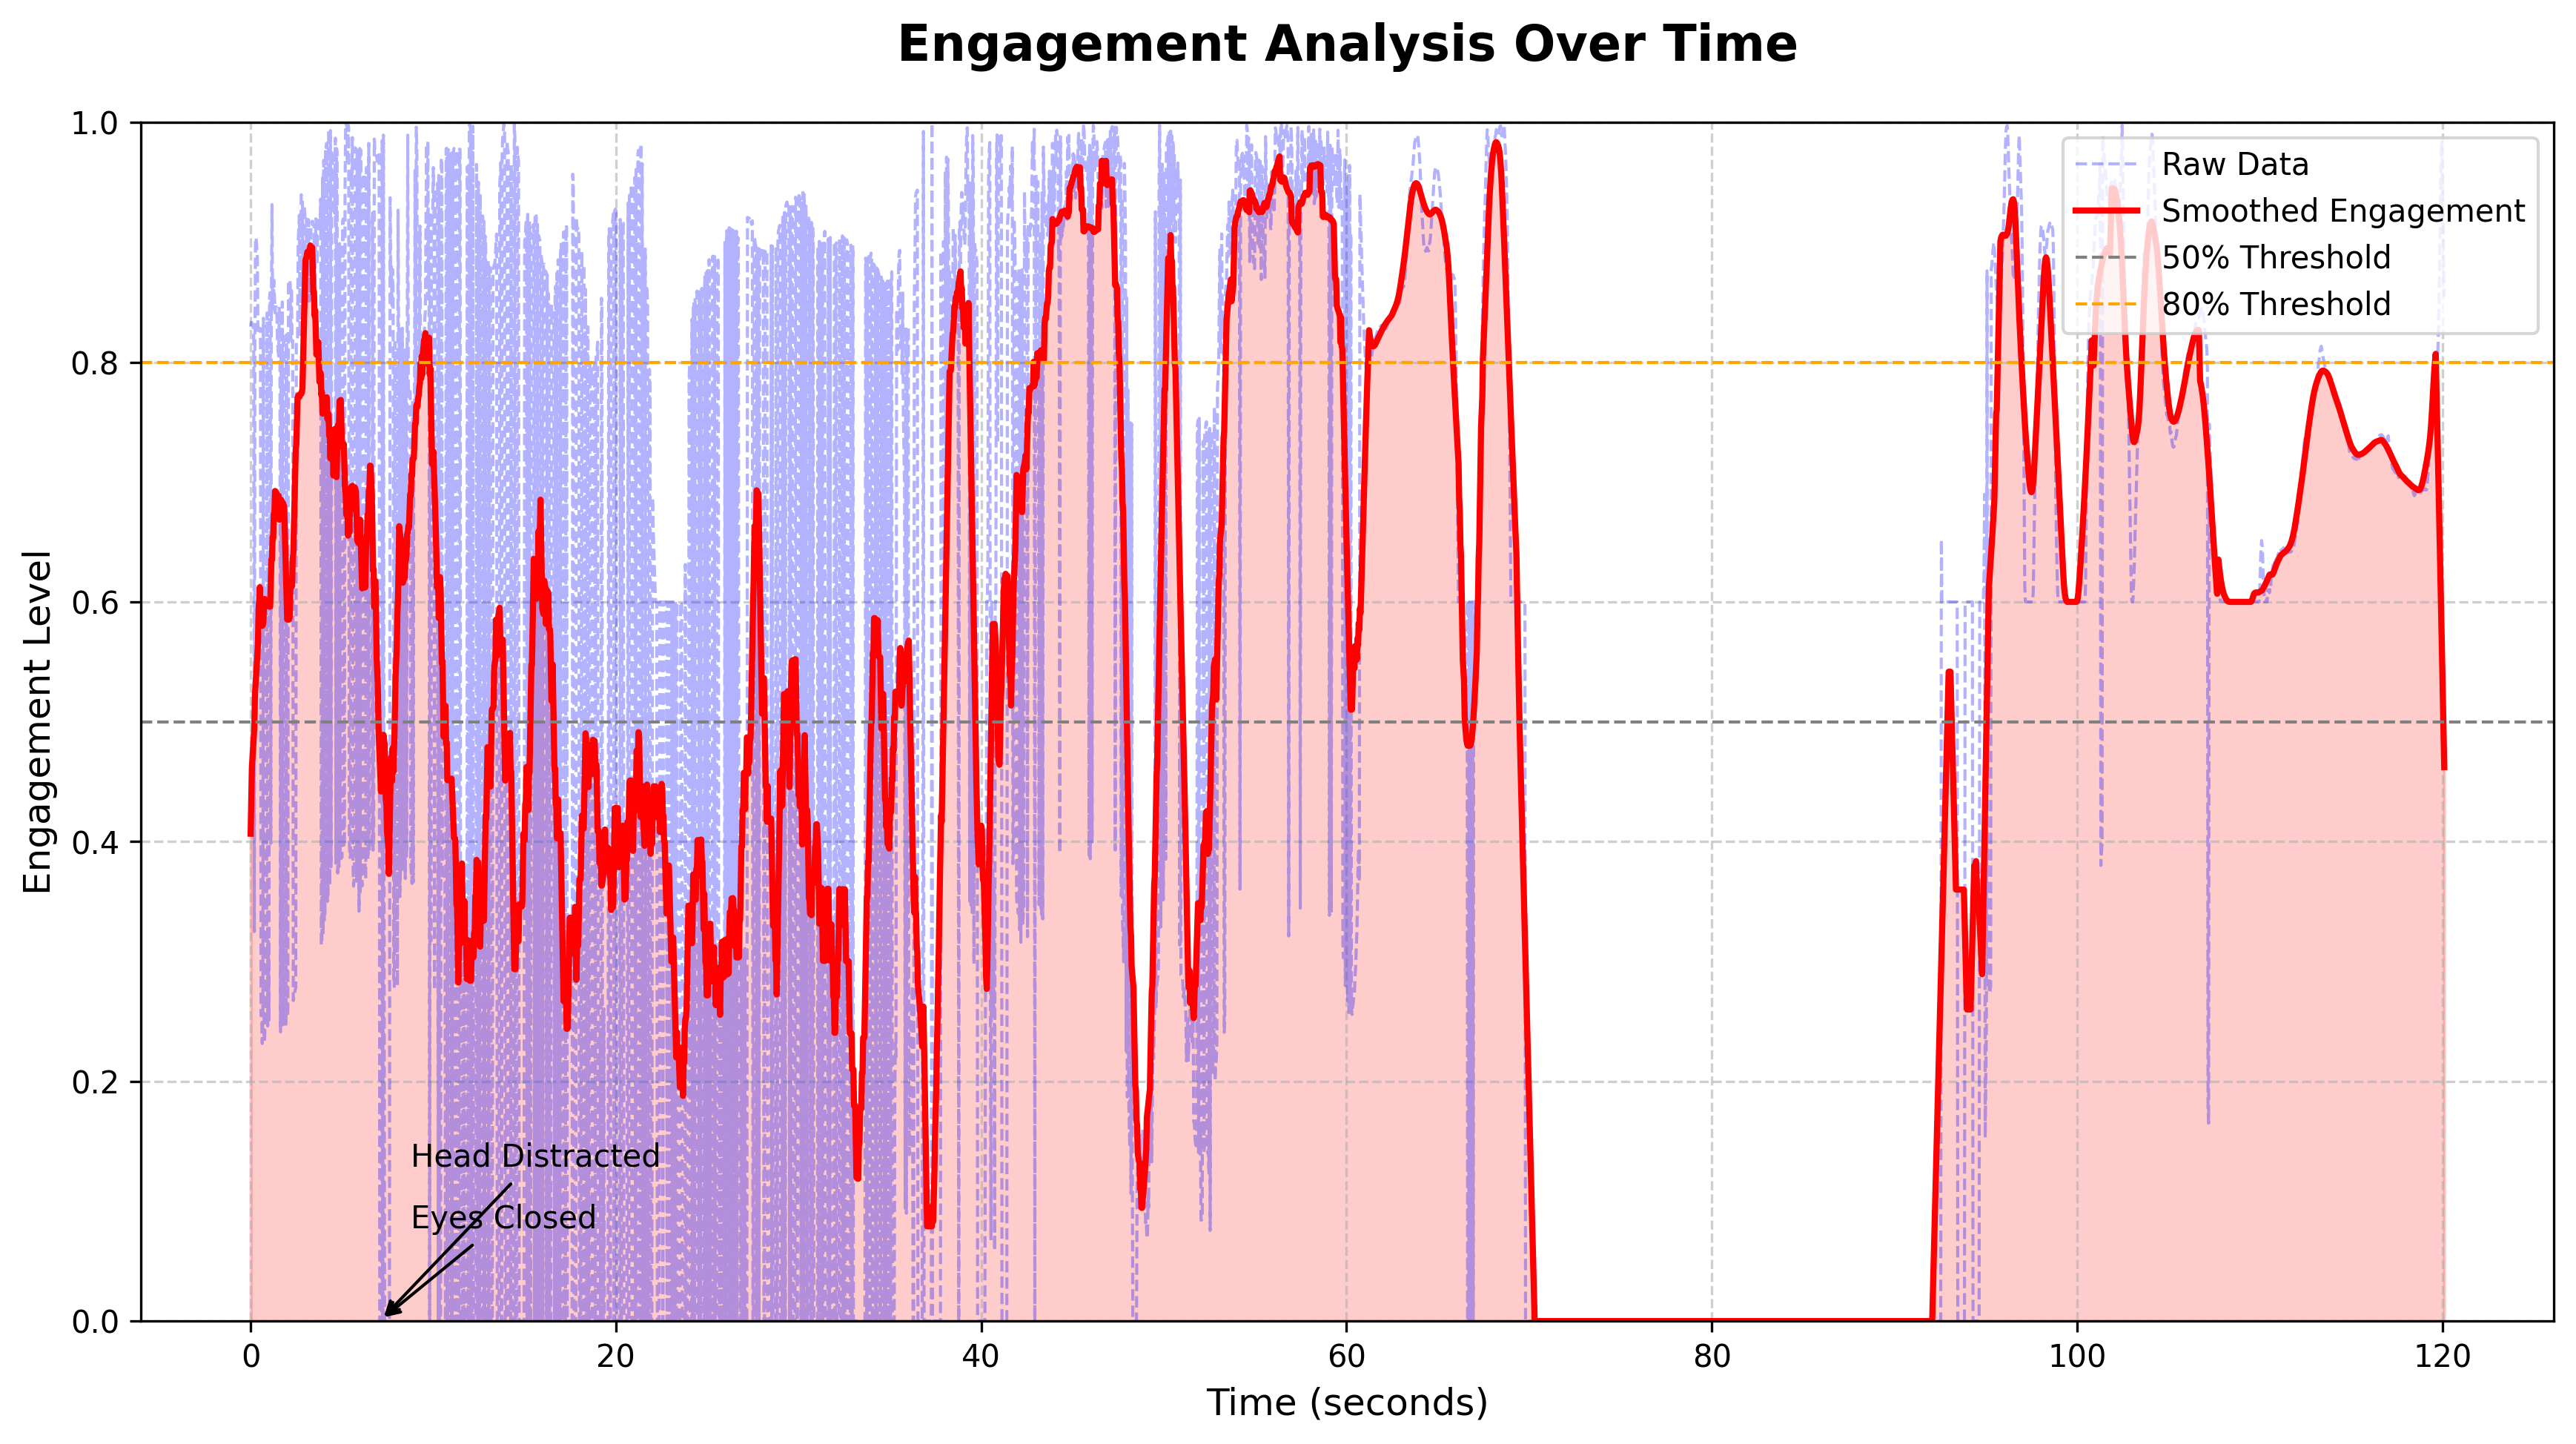 Engagement Analysis Over Time
1.0
0.8
0.6
0.4
0.2
0.0
Engagement Level
Raw Data
Smoothed Engagement
50% Threshold
80% Threshold
Head Distracted
Eyes Closed
0 20 40 60 80 100 120
Time (seconds)